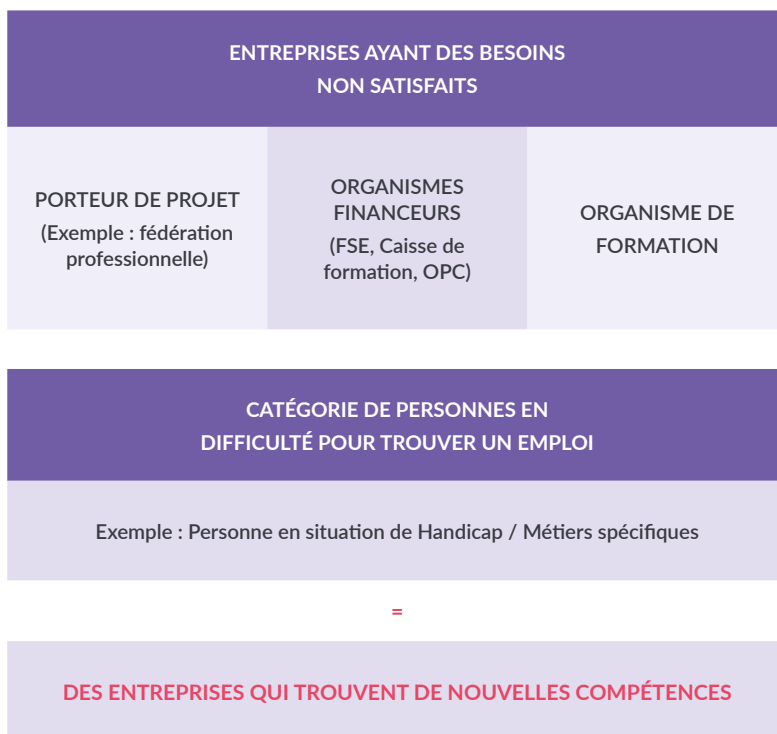 ENTREPRISES AYANT DES BESOINS
NON SATISFAITS
PORTEUR DE PROJET
(Exemple : fédération
professionnelle)
ORGANISMES
FINANCEURS
(FSE, Caisse de
formation, OPC)
ORGANISME DE
FORMATION
CATÉGORIE DE PERSONNES EN
DIFFICULTÉ POUR TROUVER UN EMPLOI
Exemple : Personne en situation de Handicap / Métiers spécifiques
=
DES ENTREPRISES QUI TROUVENT DE NOUVELLES COMPÉTENCES